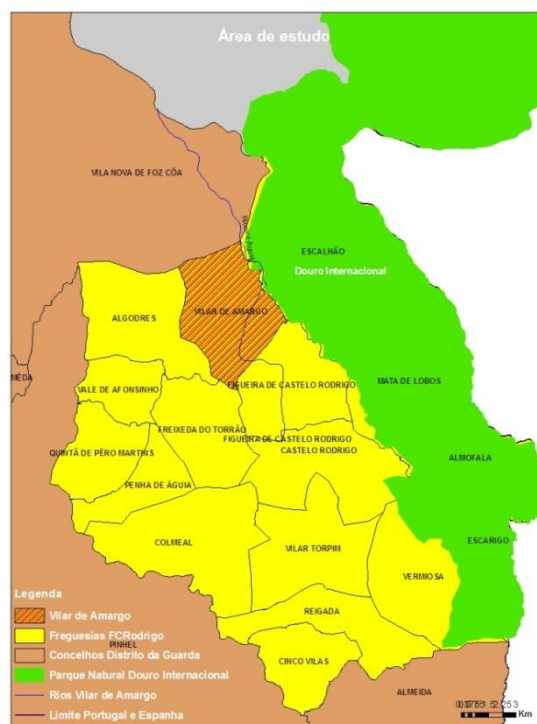 Área de estudo
VILA NOVA DE FOZ CÔA
ESCALHÃO
Douro Internacional
ALGODRES
VILAR DE AMARGO
MÊDA
VALE DE AFONSINHO
FIGUEIRA DE CASTELO RODRIGO
MATA DE LOBOS
FREIXEDA DO TORRÃO
FIGUEIRA DE CASTELO RODRIGO
QUINTÃ DE PÊRO MARTINS
CASTELO RODRIGO
ALMOFALA
PENHA DE ÁGUIA
COLMEAL
VILAR TORPIM
ESCARIGO
VERMIOSA
REIGADA
CINCO VILAS
ALMEIDA
PINHEL
Legenda
Vilar de Amargo
Freguesias FCRodrigo
Concelhos Distrito da Guarda
Parque Natural Douro Internacional
Rios Vilar de Amargo
Limite Portugal e Espanha
Km